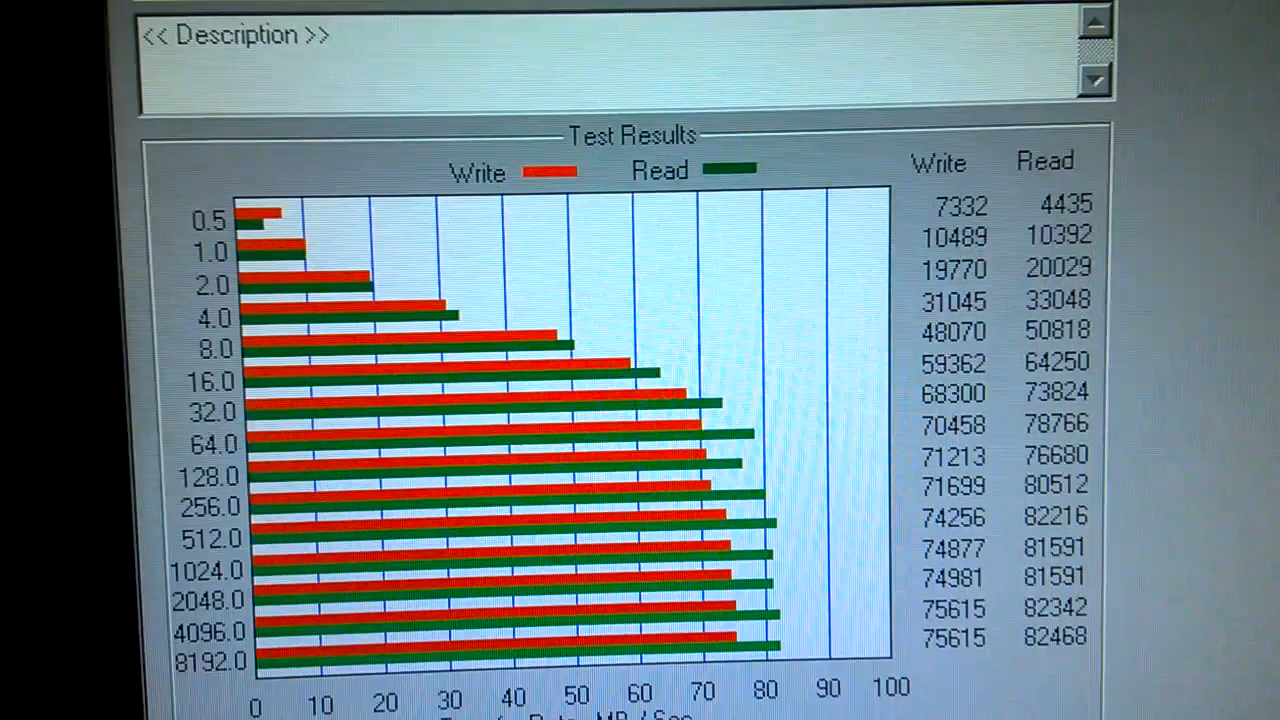 << Description >>
Test Results
Write Read Write Read
0.5 7332 4435
1.0 10489 10392
2.0 19770 20029
4.0 31045 33048
8.0 48070 50818
16.0 59362 64250
32.0 68300 73824
64.0 70458 78766
128.0 71213 76680
256.0 71699 80512
512.0 74256 82216
1024.0 74877 81591
2048.0 74981 81591
4096.0 75615 82342
8192.0 75615 82468
0 10 20 30 40 50 60 70 80 90 100